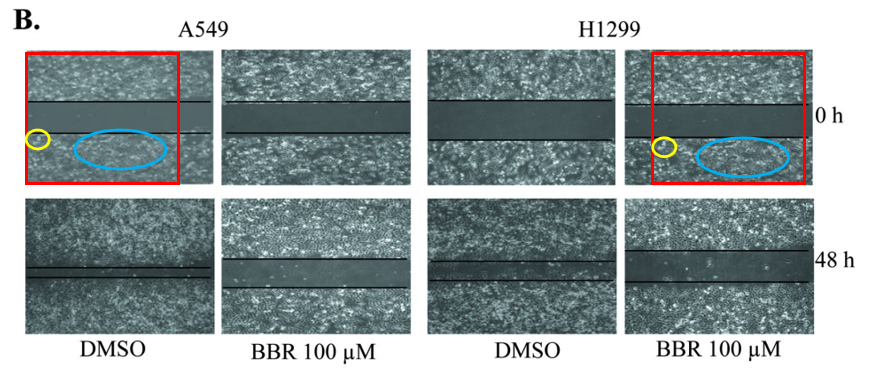 B.
A549
H1299
0 h
48 h
DMSO
BBR 100 µM
DMSO
BBR 100 µM